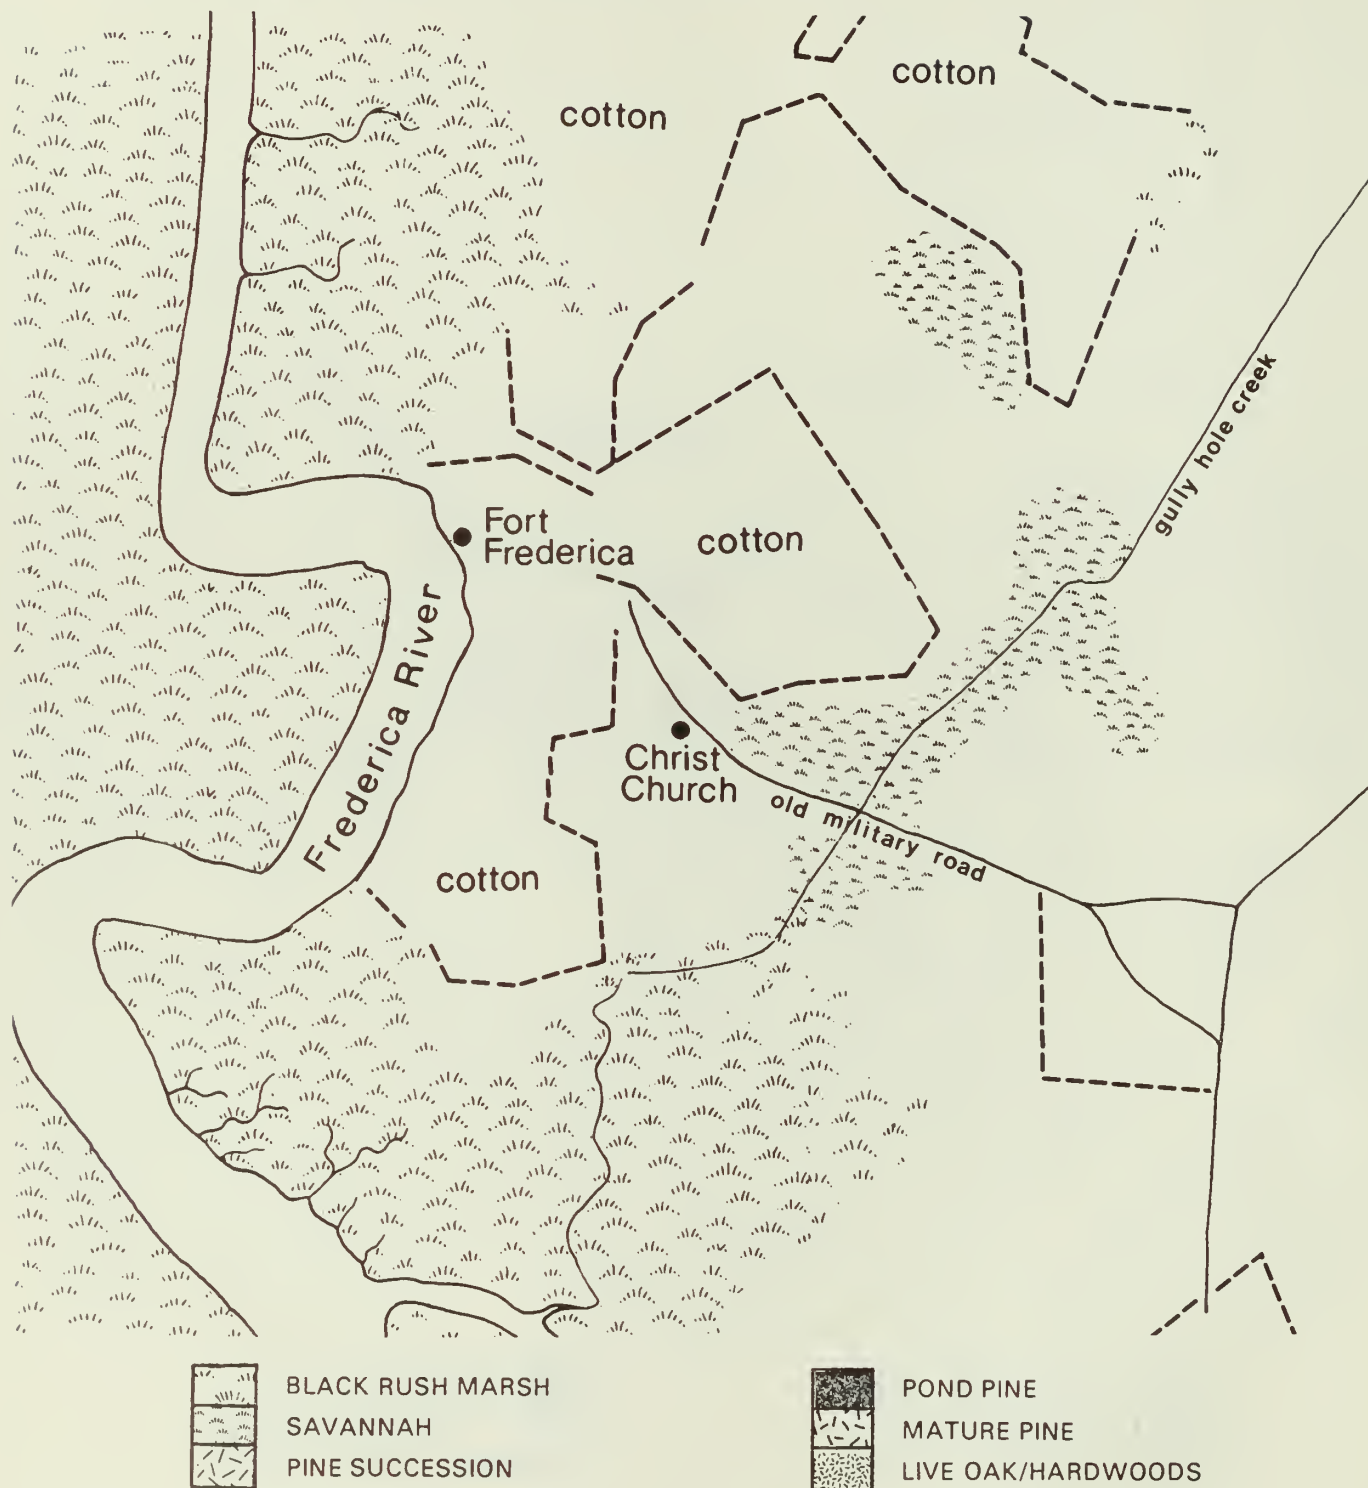 cotton
cotton
gully hole creek
Fort
Frederica
cotton
Frederica River
Christ
Church
old military road
cotton
BLACK RUSH MARSH
SAVANNAH
PINE SUCCESSION
POND PINE
MATURE PINE
LIVE OAK/HARDWOODS